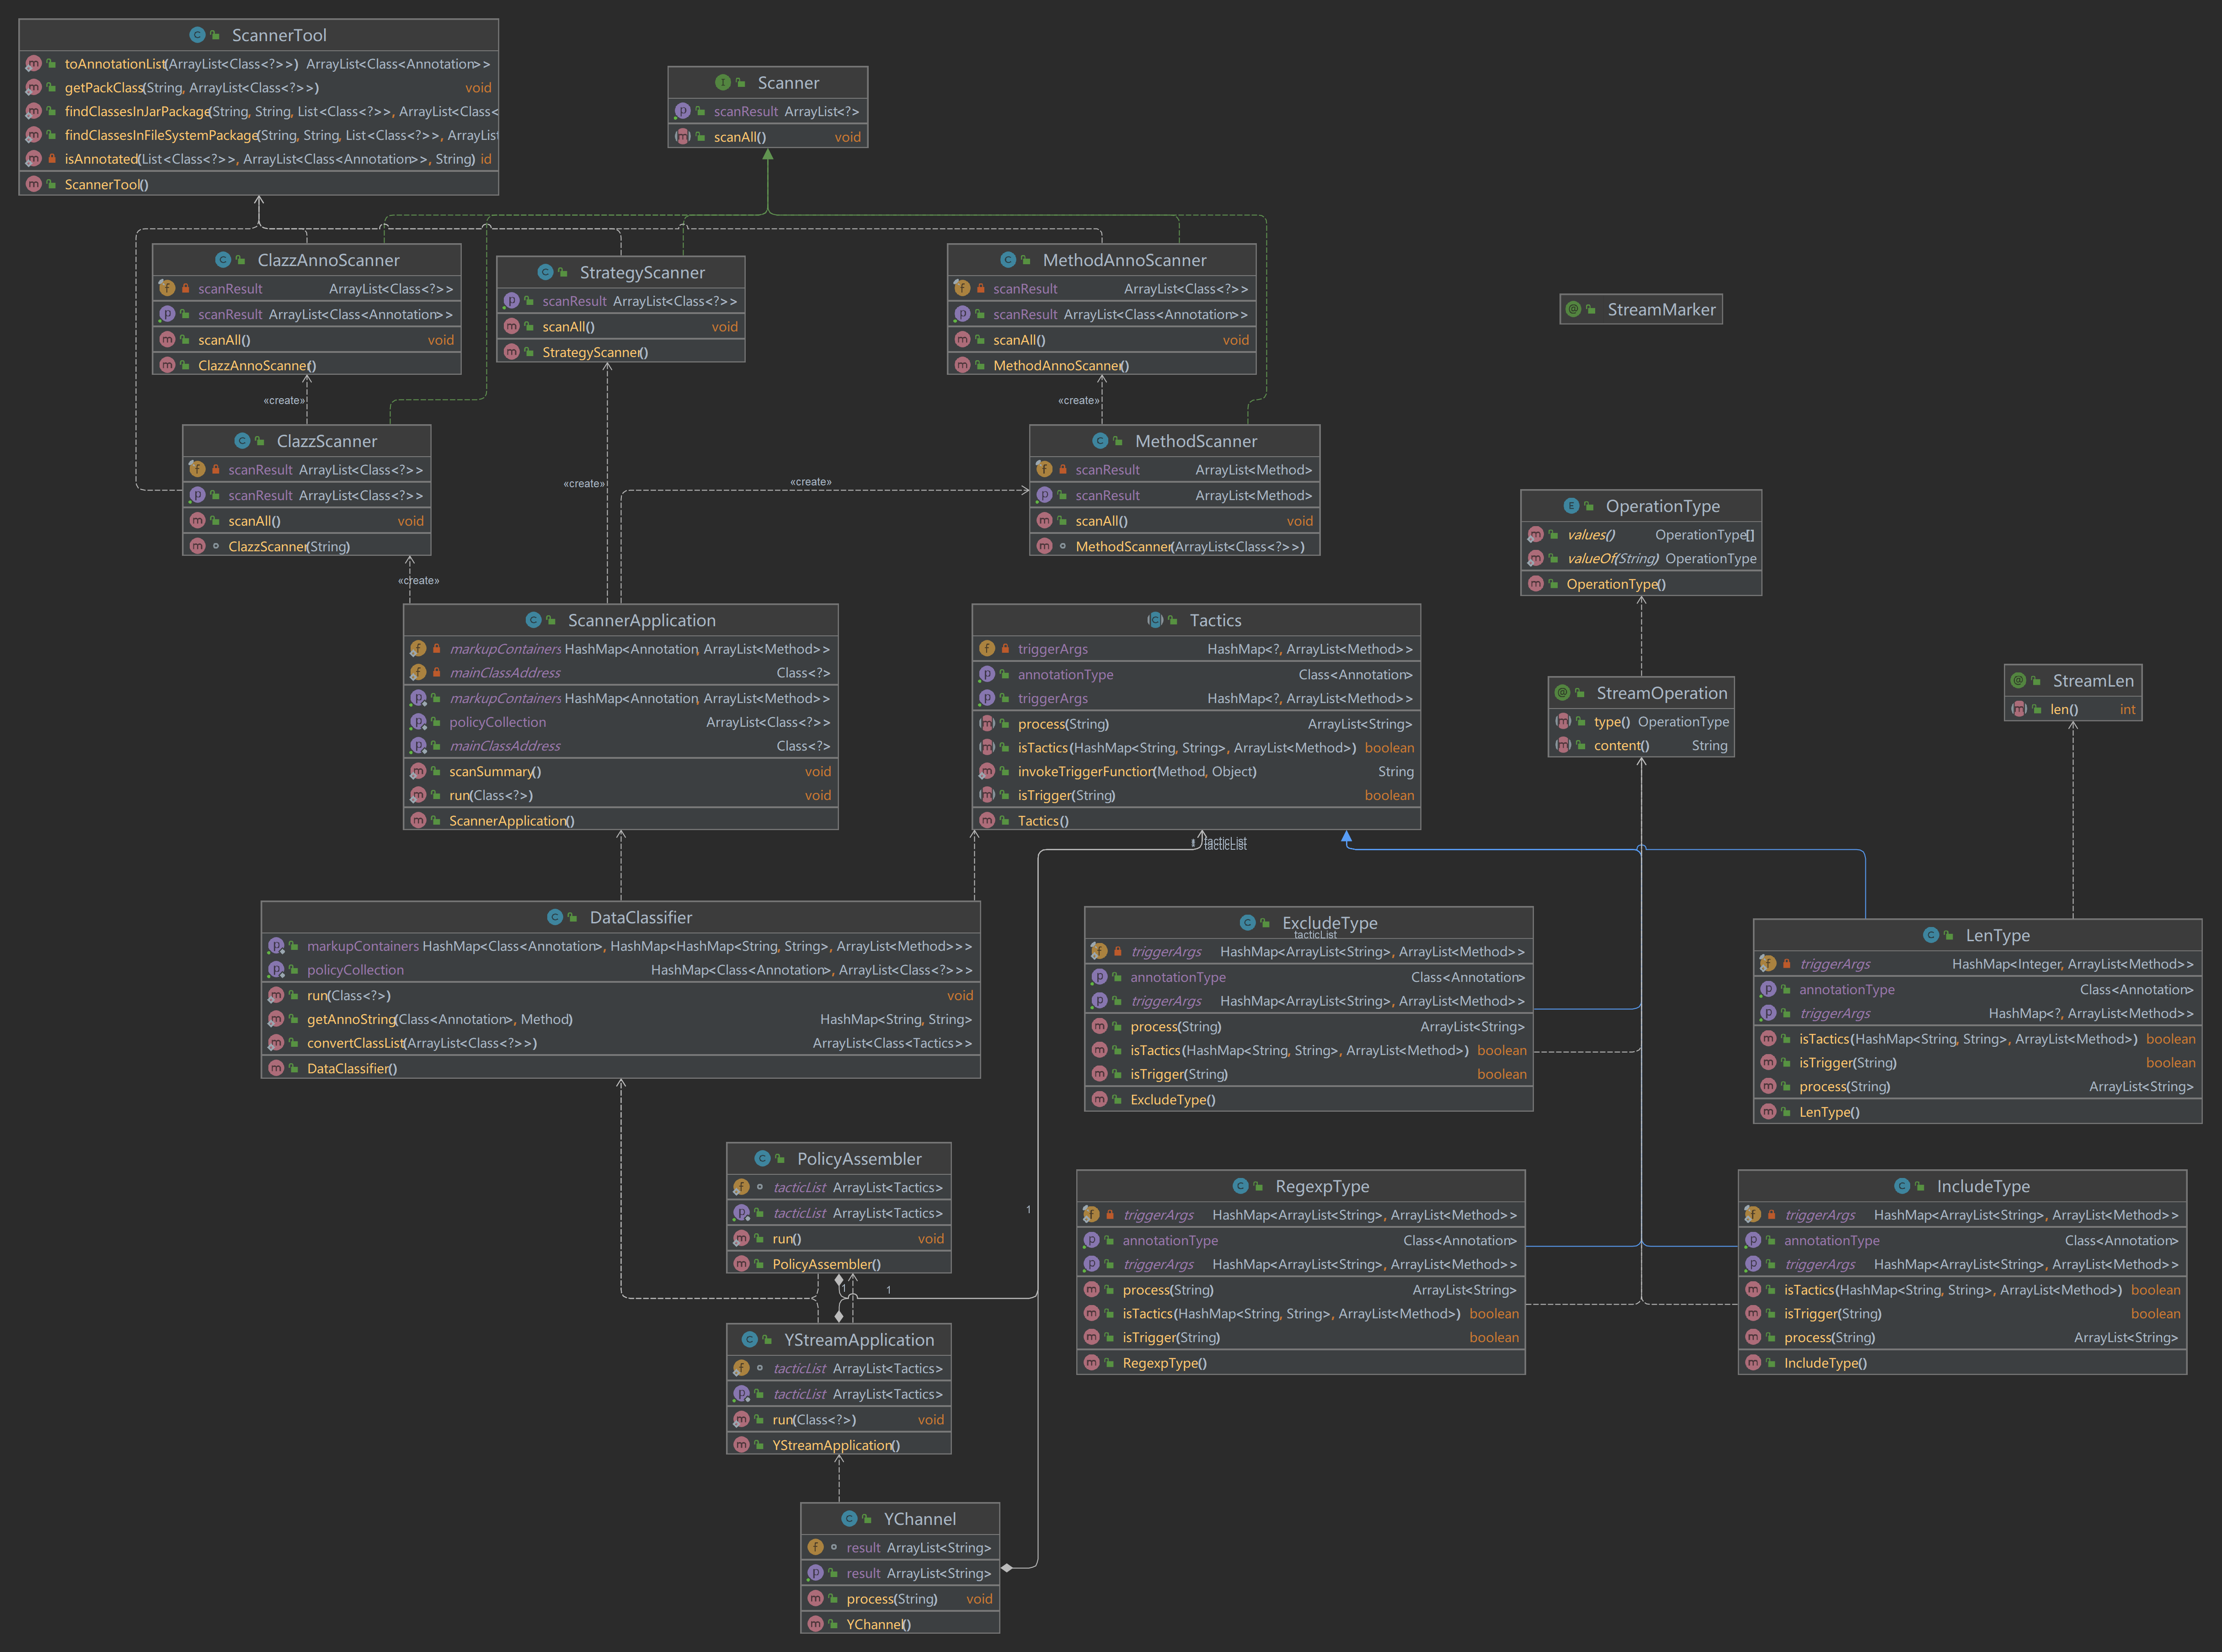 ScannerTool
toAnnotationList(ArrayList<Class<?>>) ArrayList<Class<Annotation>>
getPackClass(String, ArrayList<Class<?>>) void
findClassesInJarPackage(String, String, List<Class<?>>, ArrayList<Class<
findClassesInFileSystemPackage(String, String, List<Class<?>>, ArrayList
isAnnotated(List<Class<?>>, ArrayList<Class<Annotation>>, String) id
ScannerTool()
Scanner
scanResult ArrayList<?>
scanAll() void
ClazzAnnoScanner
scanResult ArrayList<Class<?>>
scanResult ArrayList<Class<Annotation>>
scanAll() void
ClazzAnnoScanner()
StrategyScanner
scanResult ArrayList<Class<?>>
scanAll() void
StrategyScanner()
MethodAnnoScanner
scanResult ArrayList<Class<?>>
scanResult ArrayList<Class<Annotation>>
scanAll() void
MethodAnnoScanner()
StreamMarker
«create»
«create»
ClazzScanner
scanResult ArrayList<Class<?>>
scanResult ArrayList<Class<?>>
scanAll() void
ClazzScanner(String)
«create»
«create»
MethodScanner
scanResult ArrayList<Method>
scanResult ArrayList<Method>
scanAll() void
MethodScanner(ArrayList<Class<?>>)
OperationType
values() OperationType[]
valueOf(String) OperationType
OperationType()
«create»
ScannerApplication
markupContainers HashMap<Annotation, ArrayList<Method>>
mainClassAddress Class<?>
markupContainers HashMap<Annotation, ArrayList<Method>>
policyCollection ArrayList<Class<?>>
mainClassAddress Class<?>
scanSummary() void
run(Class<?>) void
ScannerApplication()
Tactics
triggerArgs HashMap<?, ArrayList<Method>>
annotationType Class<Annotation>
triggerArgs HashMap<?, ArrayList<Method>>
process(String) ArrayList<String>
isTactics(HashMap<String, String>, ArrayList<Method>) boolean
invokeTriggerFunction(Method, Object) String
isTrigger(String) boolean
Tactics()
StreamOperation
type() OperationType
content() String
StreamLen
len() int
tacticList
tacticList
DataClassifier
markupContainers HashMap<Class<Annotation>, HashMap<HashMap<String, String>, ArrayList<Method>>>
policyCollection HashMap<Class<Annotation>, ArrayList<Class<?>>>
run(Class<?>) void
getAnnoString(Class<Annotation>, Method) HashMap<String, String>
convertClassList(ArrayList<Class<?>>) ArrayList<Class<Tactics>>
DataClassifier()
ExcludeType
tacticList
triggerArgs HashMap<ArrayList<String>, ArrayList<Method>>
annotationType Class<Annotation>
triggerArgs HashMap<ArrayList<String>, ArrayList<Method>>
process(String) ArrayList<String>
isTactics(HashMap<String, String>, ArrayList<Method>) boolean
isTrigger(String) boolean
ExcludeType()
LenType
triggerArgs HashMap<Integer, ArrayList<Method>>
annotationType Class<Annotation>
triggerArgs HashMap<?, ArrayList<Method>>
isTactics(HashMap<String, String>, ArrayList<Method>) boolean
isTrigger(String) boolean
process(String) ArrayList<String>
LenType()
PolicyAssembler
tacticList ArrayList<Tactics>
tacticList ArrayList<Tactics>
run() void
PolicyAssembler()
1
1
1
RegexpType
triggerArgs HashMap<ArrayList<String>, ArrayList<Method>>
annotationType Class<Annotation>
triggerArgs HashMap<ArrayList<String>, ArrayList<Method>>
process(String) ArrayList<String>
isTactics(HashMap<String, String>, ArrayList<Method>) boolean
isTrigger(String) boolean
RegexpType()
IncludeType
triggerArgs HashMap<ArrayList<String>, ArrayList<Method>>
annotationType Class<Annotation>
triggerArgs HashMap<ArrayList<String>, ArrayList<Method>>
isTactics(HashMap<String, String>, ArrayList<Method>) boolean
isTrigger(String) boolean
process(String) ArrayList<String>
IncludeType()
YStreamApplication
tacticList ArrayList<Tactics>
tacticList ArrayList<Tactics>
run(Class<?>) void
YStreamApplication()
YChannel
result ArrayList<String>
result ArrayList<String>
process(String) void
YChannel()